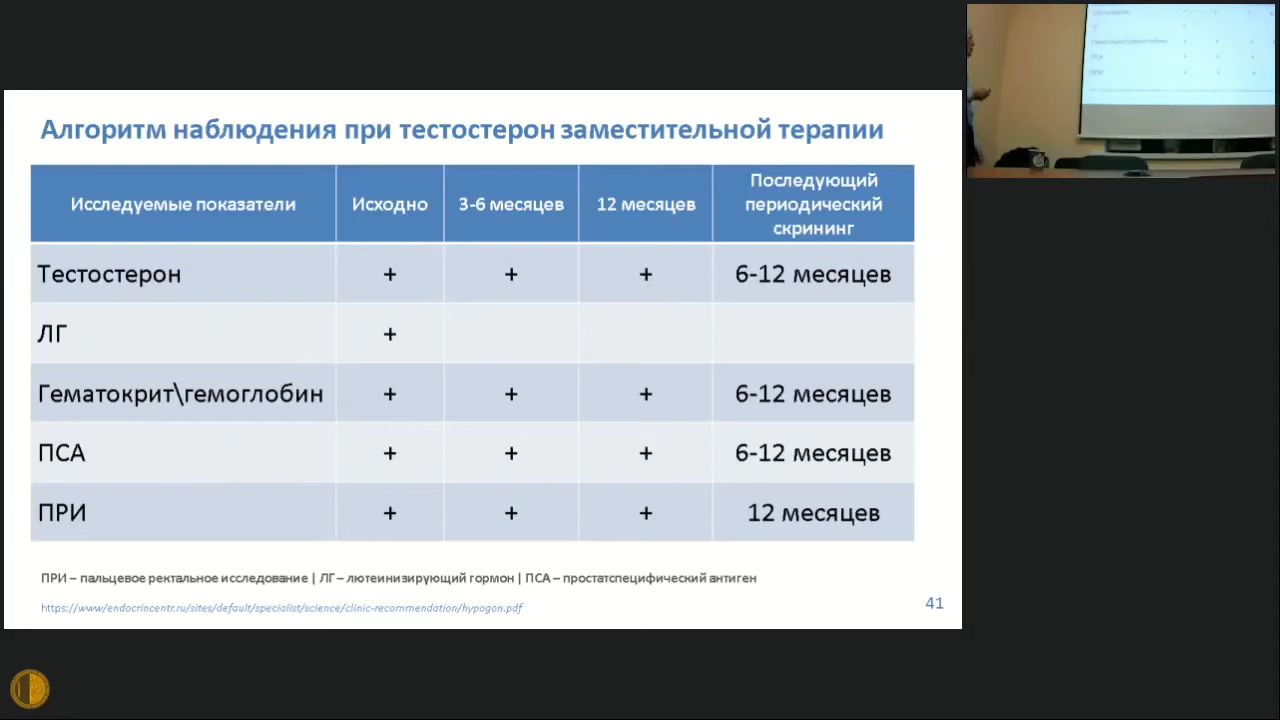 Алгоритм наблюдения при тестостерон заместительной терапии
Исследуемые показатели Исходно 3-6 месяцев 12 месяцев Последующий периодический скрининг
Тестостерон + + + 6-12 месяцев
ЛГ +
Гематокрит\гемоглобин + + + 6-12 месяцев
ПСА + + + 6-12 месяцев
ПРИ + + + 12 месяцев
ПРИ – пальцевое ректальное исследование | ЛГ – лютеинизирующий гормон | ПСА – простатспецифический антиген
https://www/endocrincentr.ru/sites/default/specialist/science/clinic-recommendation/hypogon.pdf
41